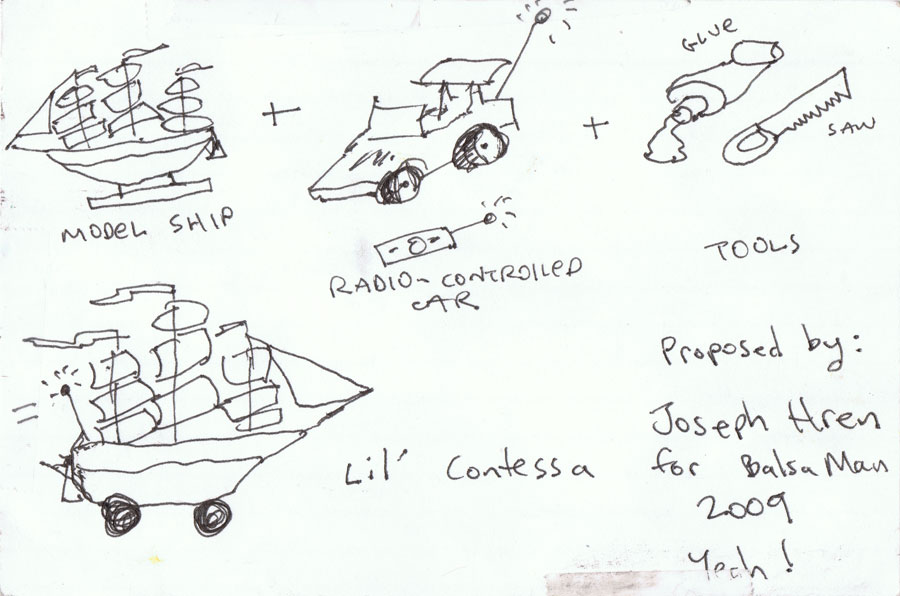 GLUE
SAW
MODEL SHIP
RADIO-CONTROLLED
CAR
TOOLS
Proposed by:
Joseph Hren
for BalsaMan
2009
Yeah!
Lil' Contessa